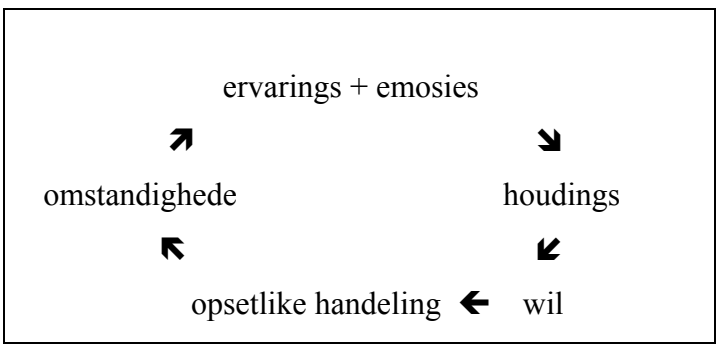 ervarings + emosies
omstandighede houdings
opsetlike handeling wil